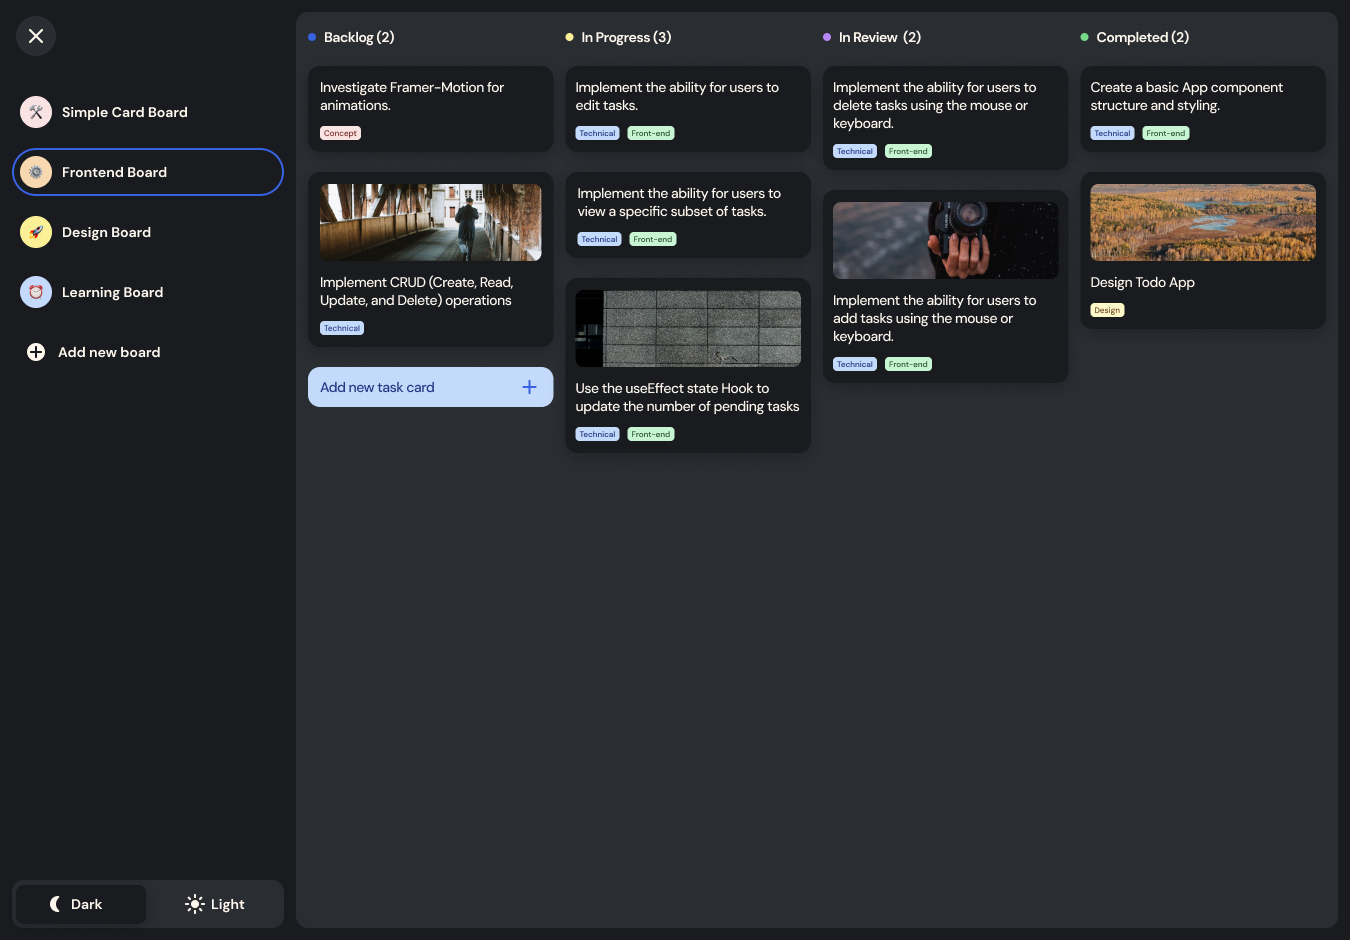 Simple Card Board
Frontend Board
Design Board
Learning Board
Add new board
Dark
Light
Backlog (2)
Investigate Framer-Motion for
animations.
Concept
Implement CRUD (Create, Read,
Update, and Delete) operations
Technical
Add new task card
In Progress (3)
Implement the ability for users to
edit tasks.
Technical Front-end
Implement the ability for users to
view a specific subset of tasks.
Technical Front-end
Use the useEffect state Hook to
update the number of pending tasks
Technical Front-end
In Review (2)
Implement the ability for users to
delete tasks using the mouse or
keyboard.
Technical Front-end
Implement the ability for users to
add tasks using the mouse or
keyboard.
Technical Front-end
Completed (2)
Create a basic App component
structure and styling.
Technical Front-end
Design Todo App
Design